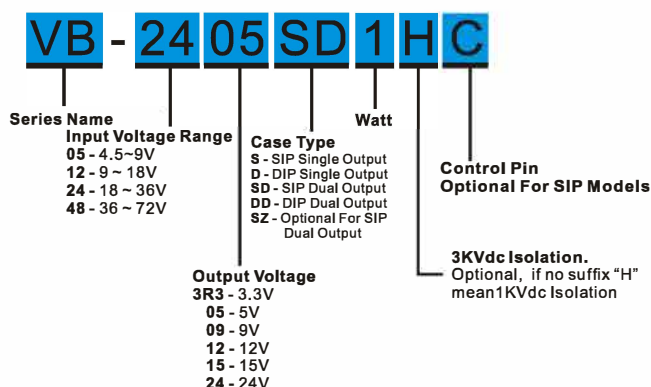 VB - 24 05 SD 1 H C
Series Name
Input Voltage Range
05 - 4.5~9V
12 - 9 ~ 18V
24 - 18 ~ 36V
48 - 36 ~ 72V
Case Type
S - SIP Single Output
D - DIP Single Output
SD - SIP Dual Output
DD - DIP Dual Output
SZ - Optional For SIP
Dual Output
Watt
Control Pin
Optional For SIP Models
3KVdc Isolation.
Optional, if no suffix “H”
mean1KVdc Isolation
Output Voltage
3R3 - 3.3V
05 - 5V
09 - 9V
12 - 12V
15 - 15V
24 - 24V